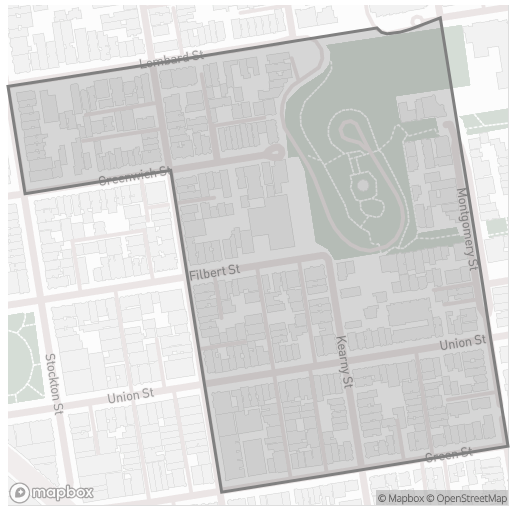 Lombard St
Greenwich St
Montgomery St
Filbert St
Kearny St
Union St
Stockton St
Union St
Green St
mapbox
© Mapbox © OpenStreetMap